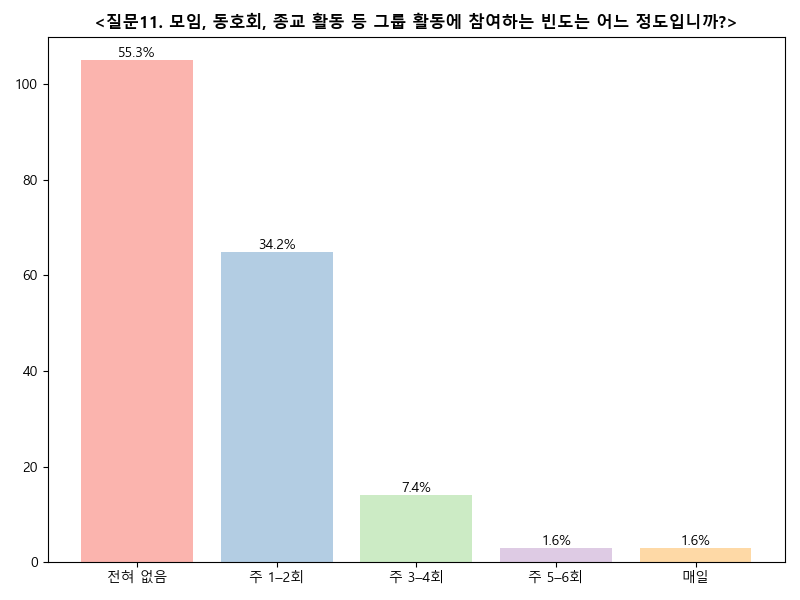 <질문11. 모임, 동호회, 종교 활동 등 그룹 활동에 참여하는 빈도는 어느 정도입니까?>
100
80
60
40
20
0
55.3%
34.2%
7.4%
1.6%
1.6%
전혀 없음
주 1–2회
주 3–4회
주 5–6회
매일